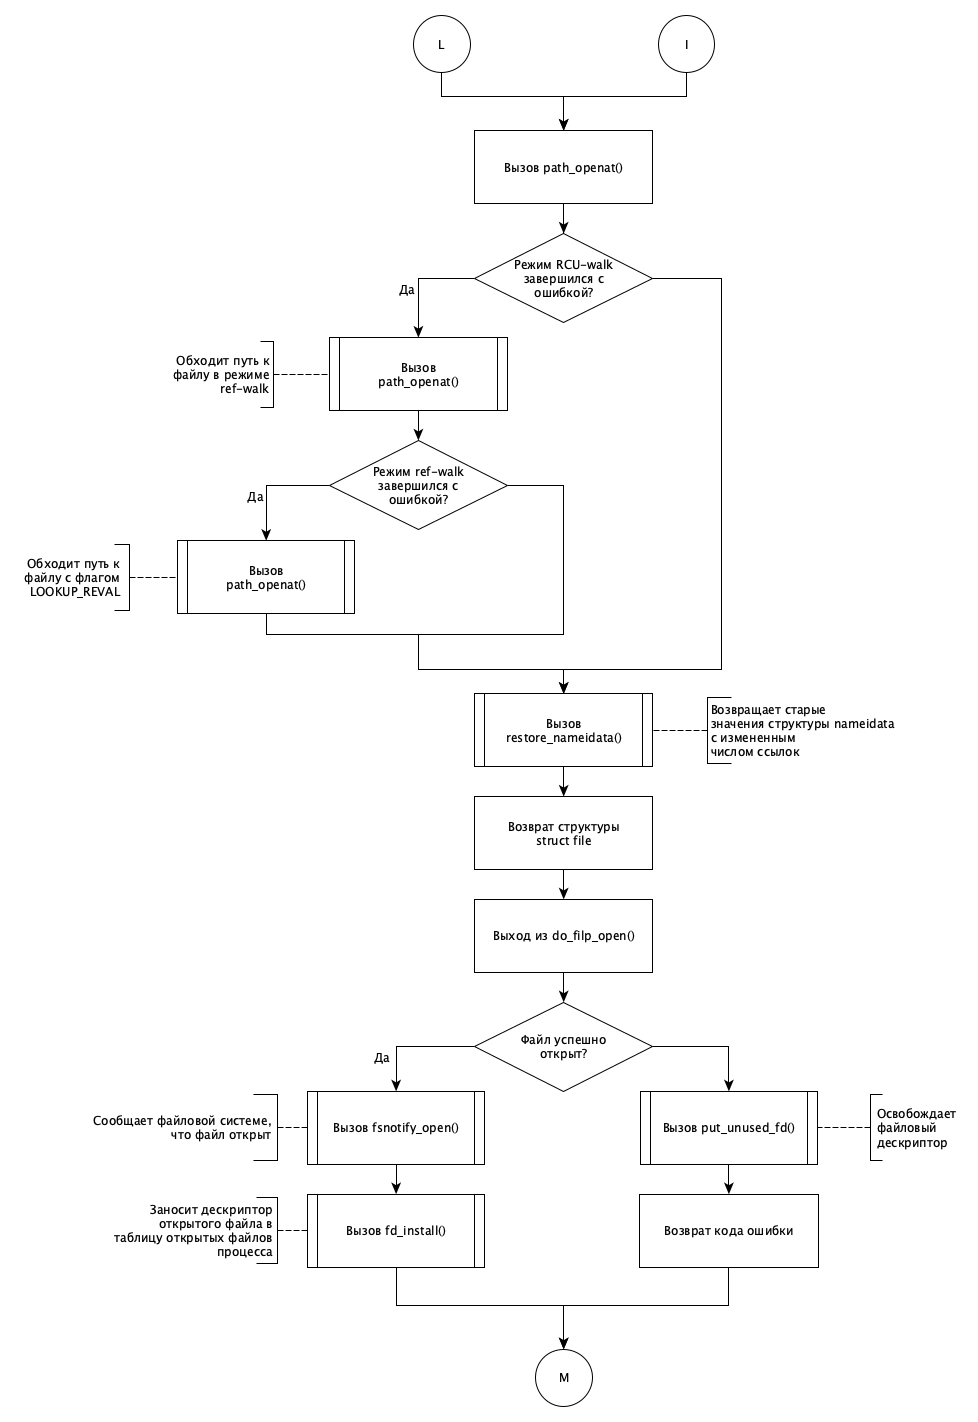 L
I
Вызов path_openat()
Режим RCU-walk
завершился с
ошибкой?
Да
Обходит путь к
файлу в режиме
ref-walk
Вызов
path_openat()
Режим ref-walk
завершился с
ошибкой?
Да
Обходит путь к
файлу с флагом
LOOKUP_REVAL
Вызов
path_openat()
Вызов
restore_nameidata()
Возвращает старые
значения структуры nameidata
с измененным
числом ссылок
Возврат структуры
struct file
Выход из do_filp_open()
Файл успешно
открыт?
Да
Сообщает файловой системе,
что файл открыт
Вызов fsnotify_open()
Вызов put_unused_fd()
Освобождает
файловый
дескриптор
Заносит дескриптор
открытого файла в
таблицу открытых файлов
процесса
Вызов fd_install()
Возврат кода ошибки
M